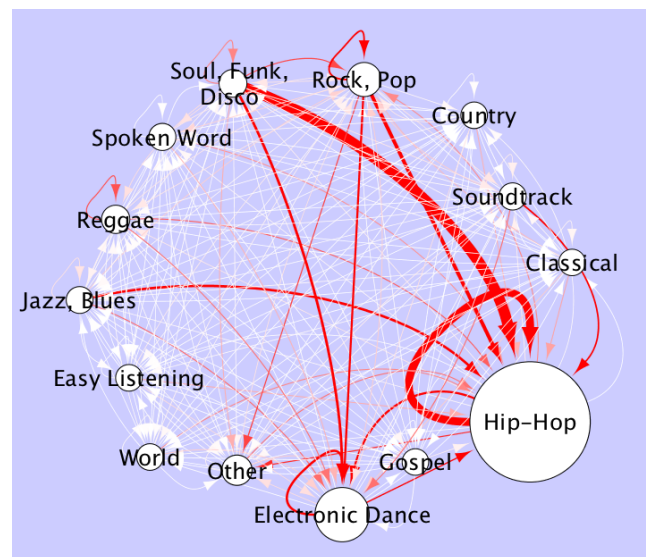 Soul, Funk,
Disco
Rock, Pop
Country
Spoken Word
Soundtrack
Reggae
Classical
Jazz, Blues
Easy Listening
Hip-Hop
World
Other
Gospel
Electronic Dance